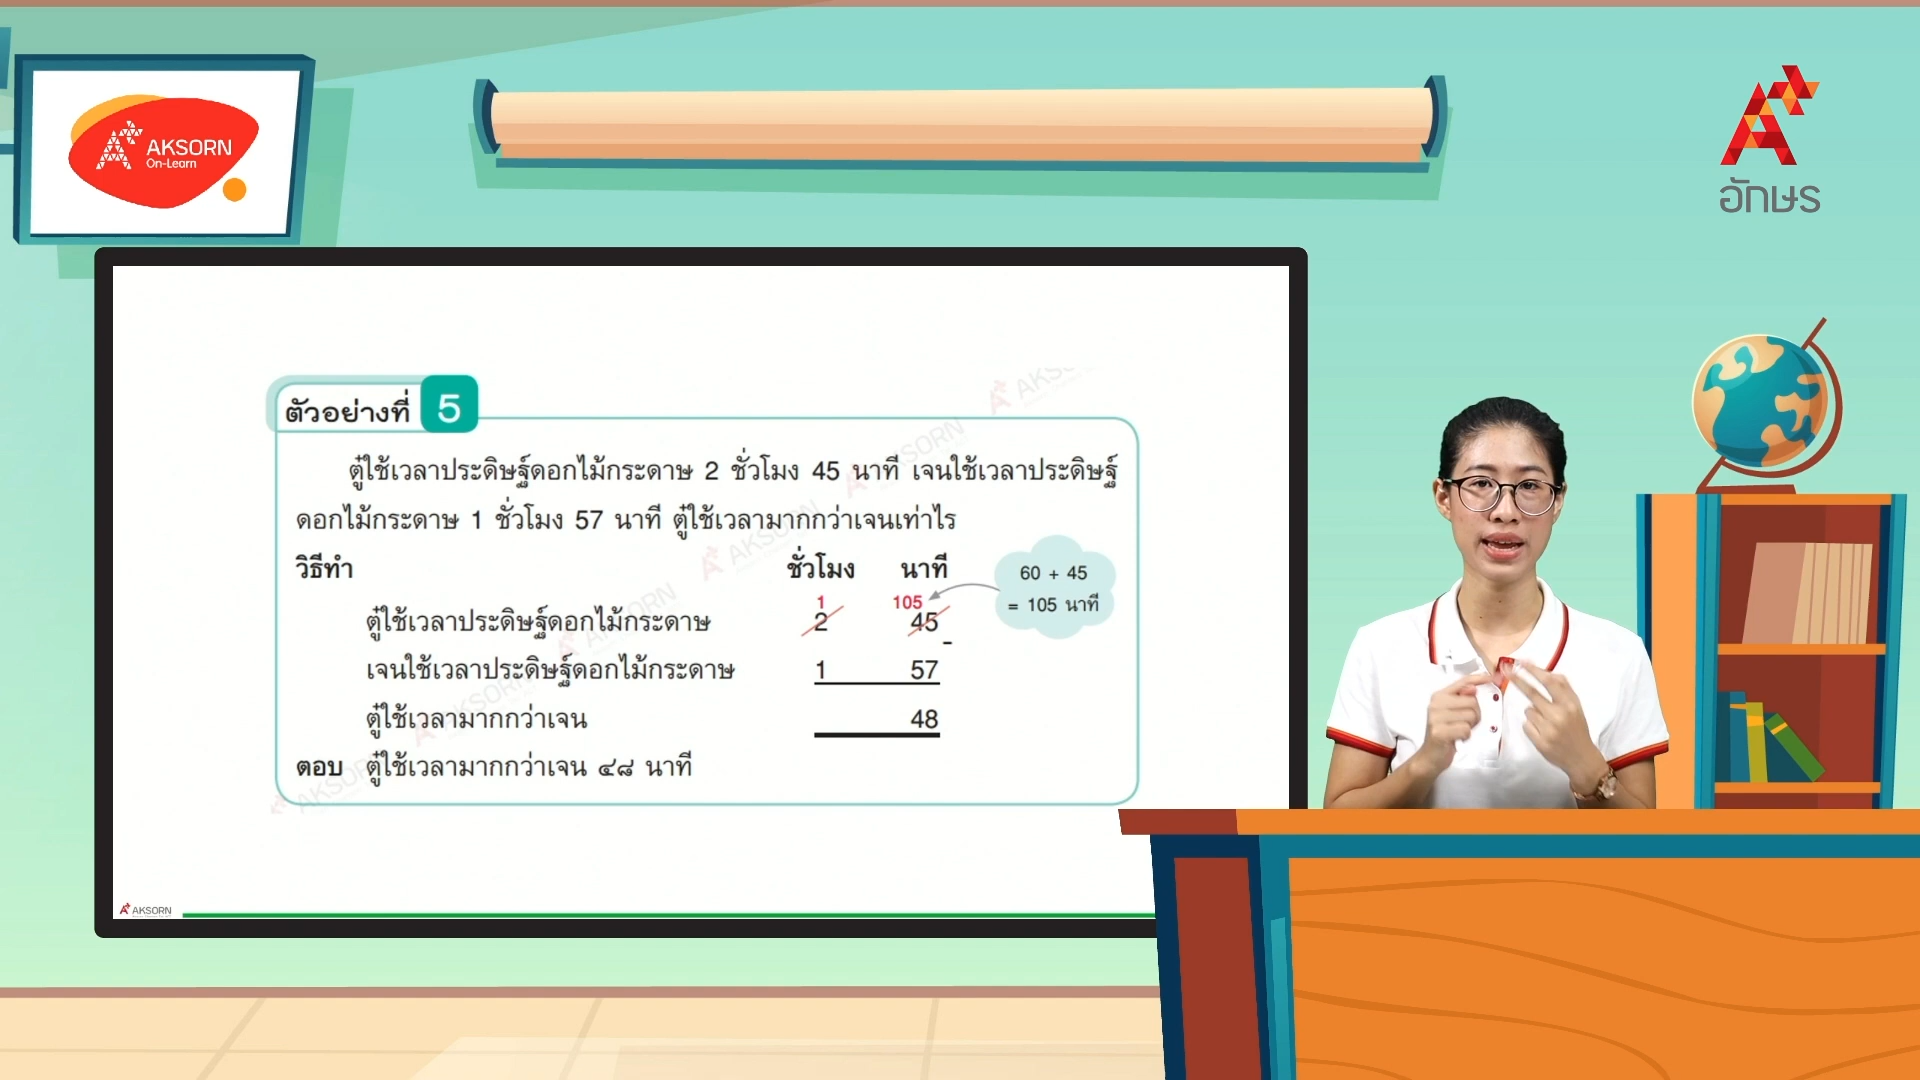 AKSORN
On-Learn
อักษร
ตัวอย่างที่ 5
ตู๋ใช้เวลาประดิษฐ์ดอกไม้กระดาษ 2 ชั่วโมง 45 นาที เจนใช้เวลาประดิษฐ์
ดอกไม้กระดาษ 1 ชั่วโมง 57 นาที ตู๋ใช้เวลามากกว่าเจนเท่าไร
วิธีทำ ชั่วโมง นาที
60 + 45
= 105 นาที
1 105
ตู๋ใช้เวลาประดิษฐ์ดอกไม้กระดาษ 2 45
-
เจนใช้เวลาประดิษฐ์ดอกไม้กระดาษ 1 57
ตู๋ใช้เวลามากกว่าเจน 48
ตอบ ตู๋ใช้เวลามากกว่าเจน ๔๘ นาที
AKSORN